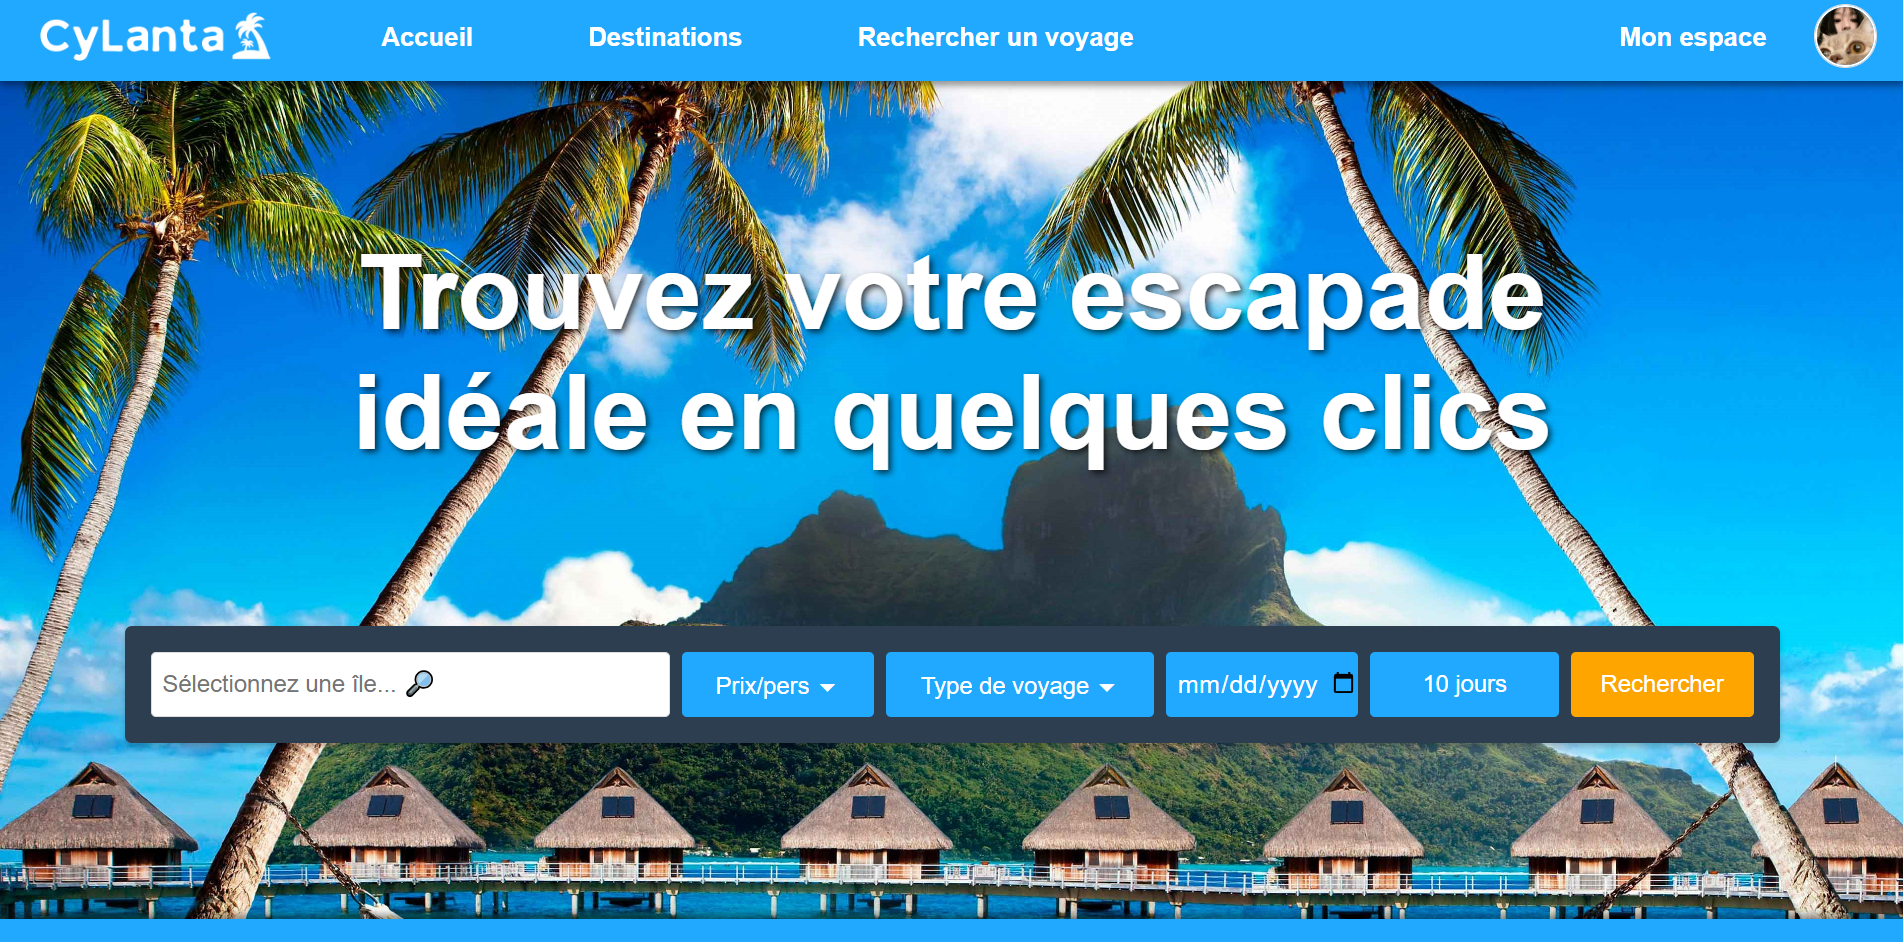 CyLanta
Accueil
Destinations
Rechercher un voyage
Mon espace
Trouvez votre escapade
idéale en quelques clics
Sélectionnez une île... 🔎
Prix/pers
Type de voyage
mm/dd/yyyy
10 jours
Rechercher